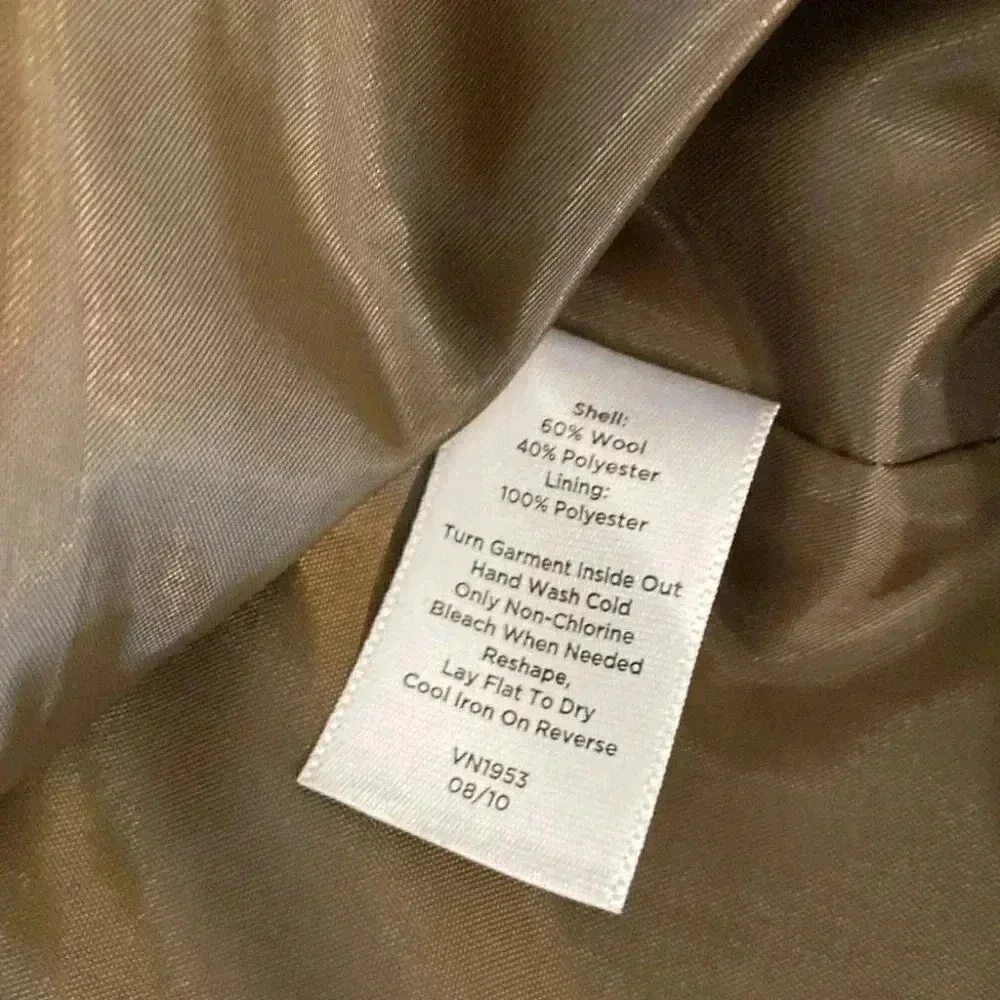 Shell:
60% Wool
40% Polyester
Lining:
100% Polyester
Turn Garment Inside Out
Hand Wash Cold
Only Non-Chlorine
Bleach When Needed
Reshape,
Lay Flat To Dry
Cool Iron On Reverse
VN1953
08/10